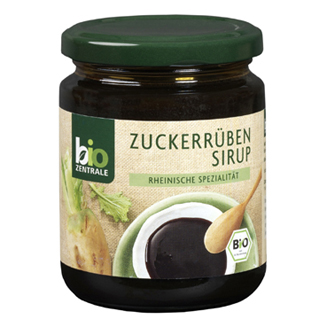 bio
ZENTRALE
ZUCKERRÜBEN
SIRUP
RHEINISCHE SPEZIALITÄT
BIO